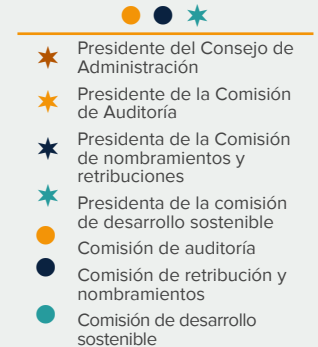 Presidente del Consejo de
Administración
Presidente de la Comisión
de Auditoría
Presidenta de la Comisión
de nombramientos y
retribuciones
Presidenta de la comisión
de desarrollo sostenible
Comisión de auditoría
Comisión de retribución y
nombramientos
Comisión de desarrollo
sostenible